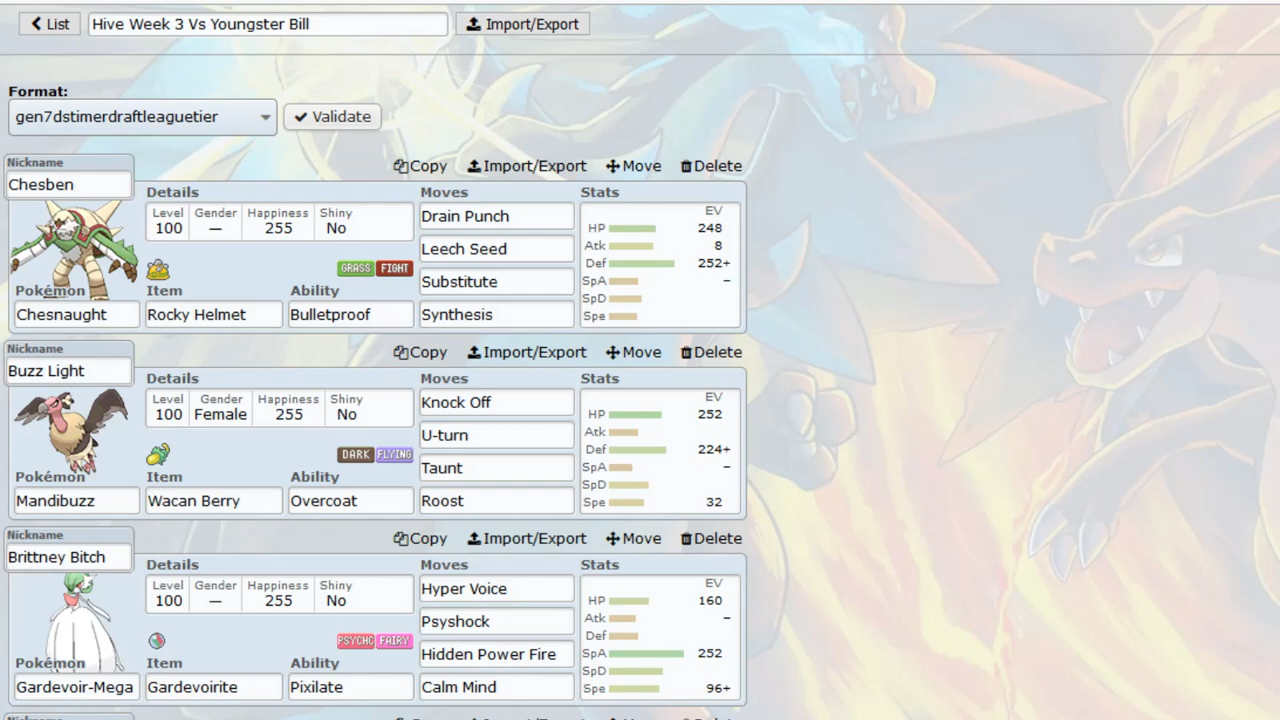 List
Hive Week 3 Vs Youngster Bill
Import/Export
Format:
gen7dstimerdraftleaguetier
Validate
Nickname
Chesben
Copy Import/Export Move Delete
Details
Level 100
Gender —
Happiness 255
Shiny No
GRASS FIGHT
Pokémon
Chesnaught
Item
Rocky Helmet
Ability
Bulletproof
Moves
Drain Punch
Leech Seed
Substitute
Synthesis
Stats
EV
HP 248
Atk 8
Def 252+
SpA –
SpD
Spe
Nickname
Buzz Light
Copy Import/Export Move Delete
Details
Level 100
Gender Female
Happiness 255
Shiny No
DARK FLYING
Pokémon
Mandibuzz
Item
Wacan Berry
Ability
Overcoat
Moves
Knock Off
U-turn
Taunt
Roost
Stats
EV
HP 252
Atk
Def 224+
SpA –
SpD
Spe 32
Nickname
Brittney Bitch
Copy Import/Export Move Delete
Details
Level 100
Gender —
Happiness 255
Shiny No
PSYCHC FAIRY
Pokémon
Gardevoir-Mega
Item
Gardevoirite
Ability
Pixilate
Moves
Hyper Voice
Psyshock
Hidden Power Fire
Calm Mind
Stats
EV
HP 160
Atk –
Def
SpA 252
SpD
Spe 96+